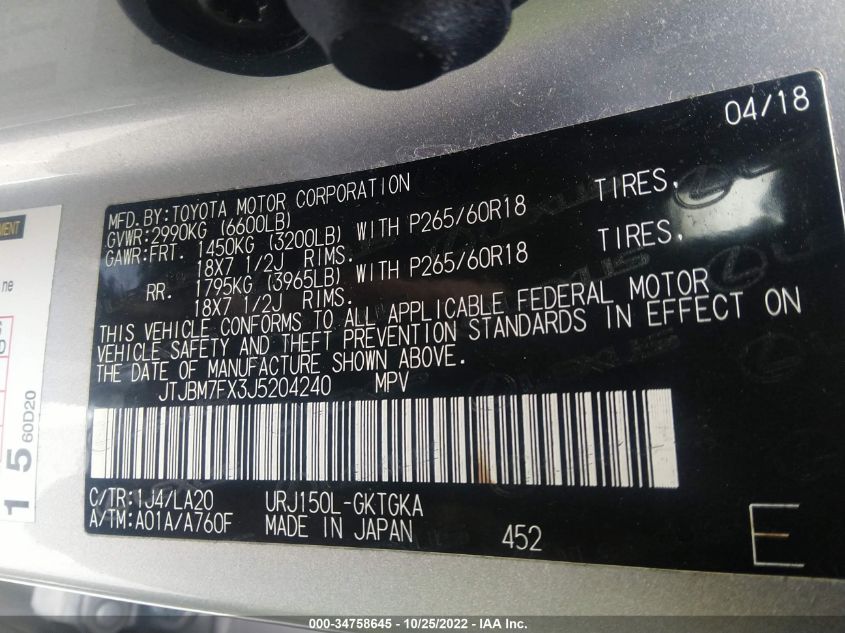 04/18
MFD. BY:TOYOTA MOTOR CORPORATION
GVWR:2990KG (6600LB)
GAWR:FRT. 1450KG (3200LB) WITH P265/60R18 TIRES,
18X7 1/2J RIMS.
RR. 1795KG (3965LB) WITH P265/60R18 TIRES,
18X7 1/2J RIMS.
THIS VEHICLE CONFORMS TO ALL APPLICABLE FEDERAL MOTOR
VEHICLE SAFETY AND THEFT PREVENTION STANDARDS IN EFFECT ON
THE DATE OF MANUFACTURE SHOWN ABOVE.
JTJBM7FX3J5204240 MPV
C/TR:1J4/LA20 URJ150L-GKTGKA
A/TM:A01A/A760F MADE IN JAPAN 452 E
15
60D20
000-34758645 - 10/25/2022 - IAA Inc.